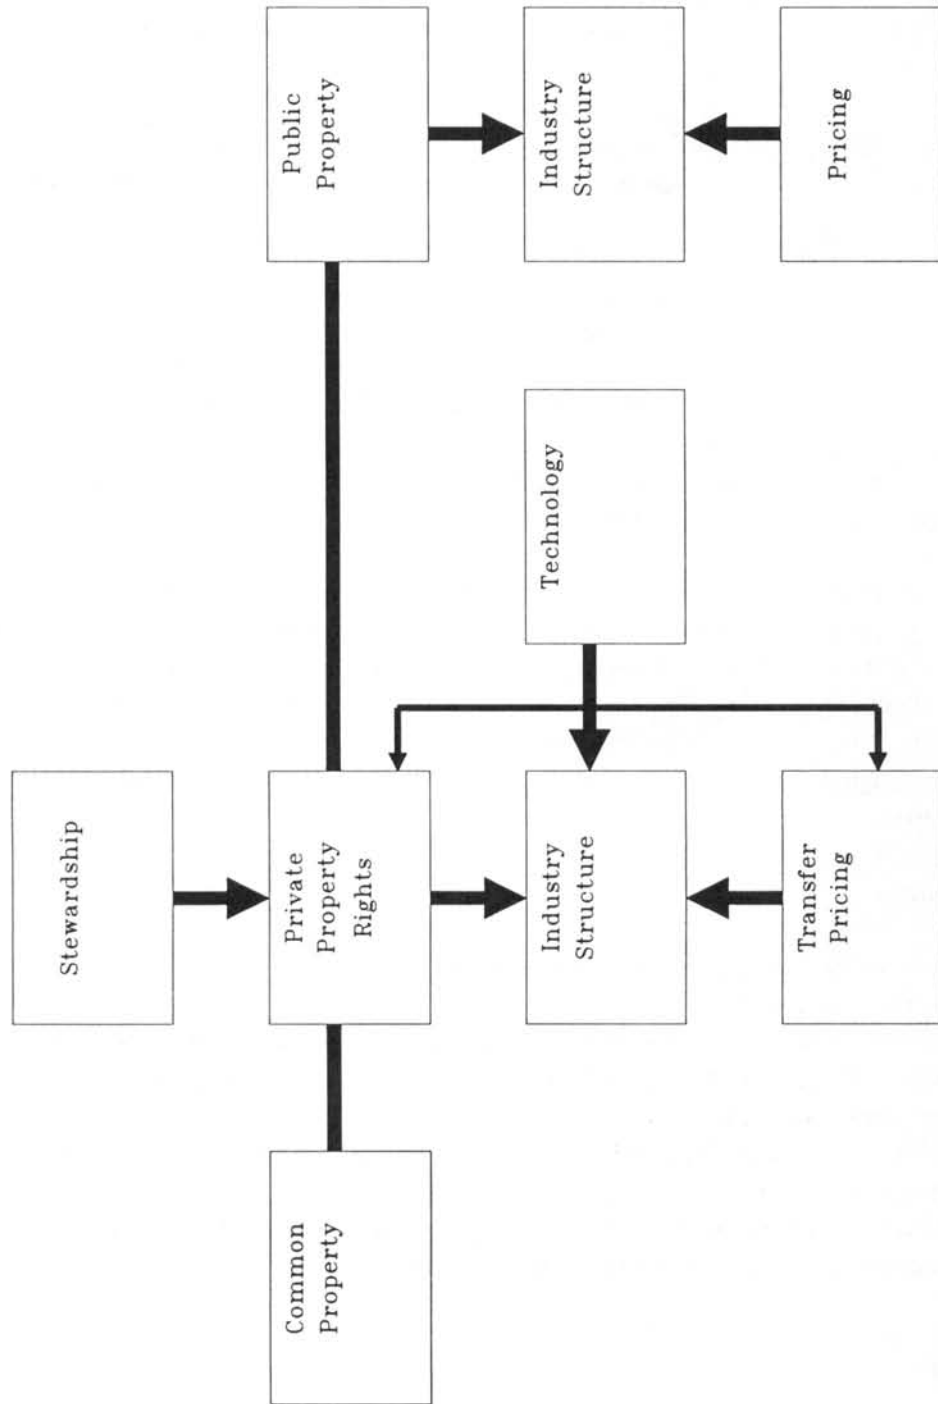 Stewardship
Common
Property
Private
Property
Rights
Public
Property
Industry
Structure
Technology
Industry
Structure
Transfer
Pricing
Pricing